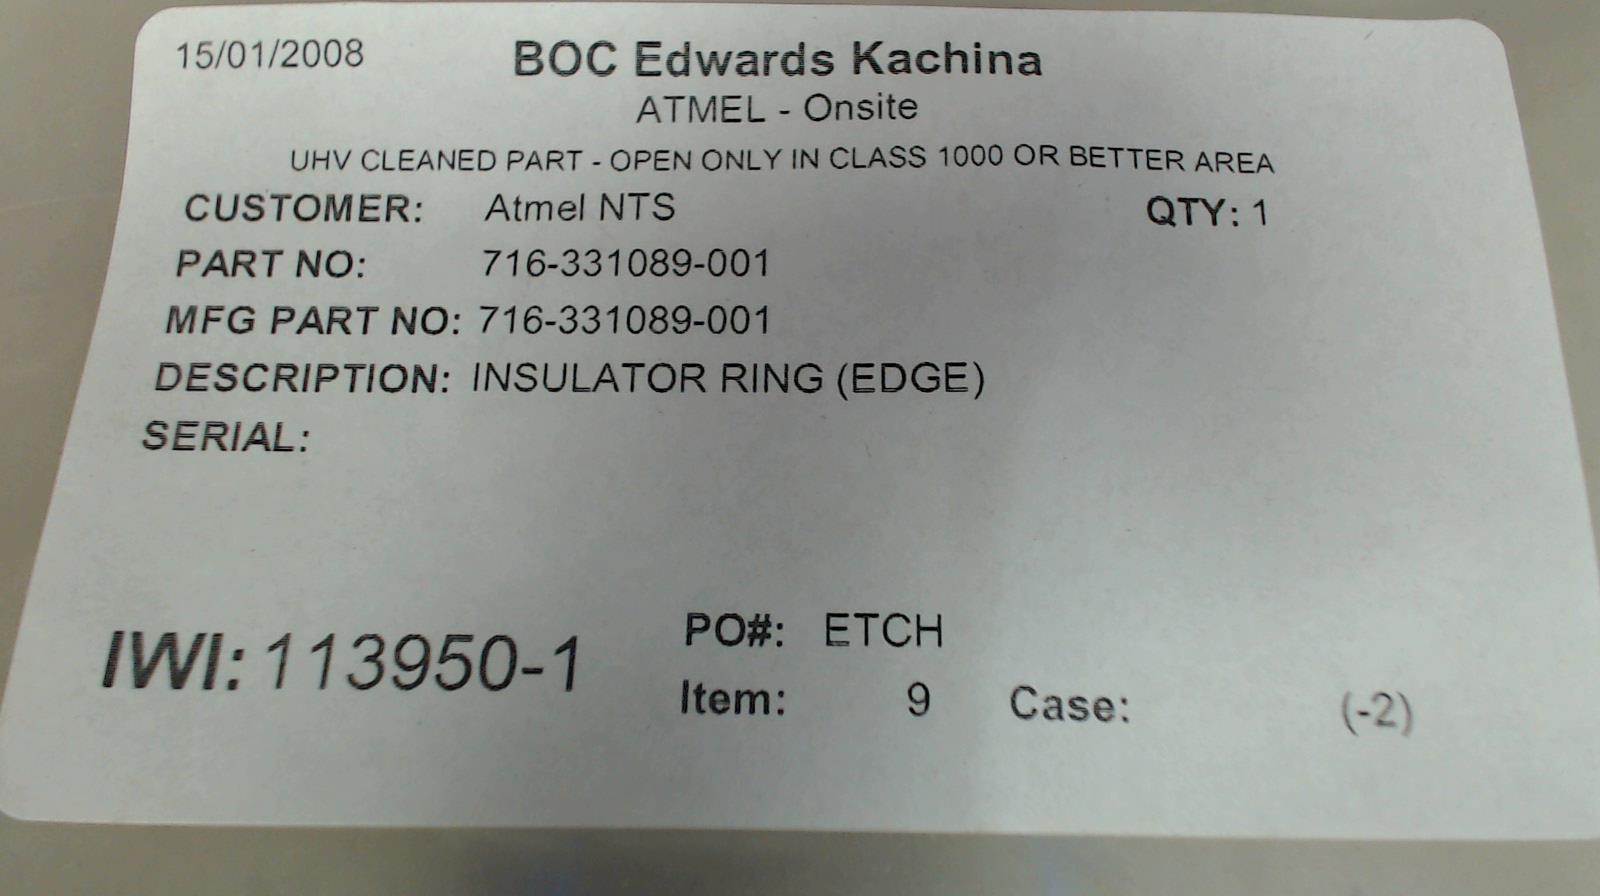 15/01/2008 BOC Edwards Kachina
ATMEL - Onsite
UHV CLEANED PART - OPEN ONLY IN CLASS 1000 OR BETTER AREA
CUSTOMER: Atmel NTS QTY: 1
PART NO: 716-331089-001
MFG PART NO: 716-331089-001
DESCRIPTION: INSULATOR RING (EDGE)
SERIAL:
IWI: 113950-1 PO#: ETCH
Item: 9 Case: (-2)